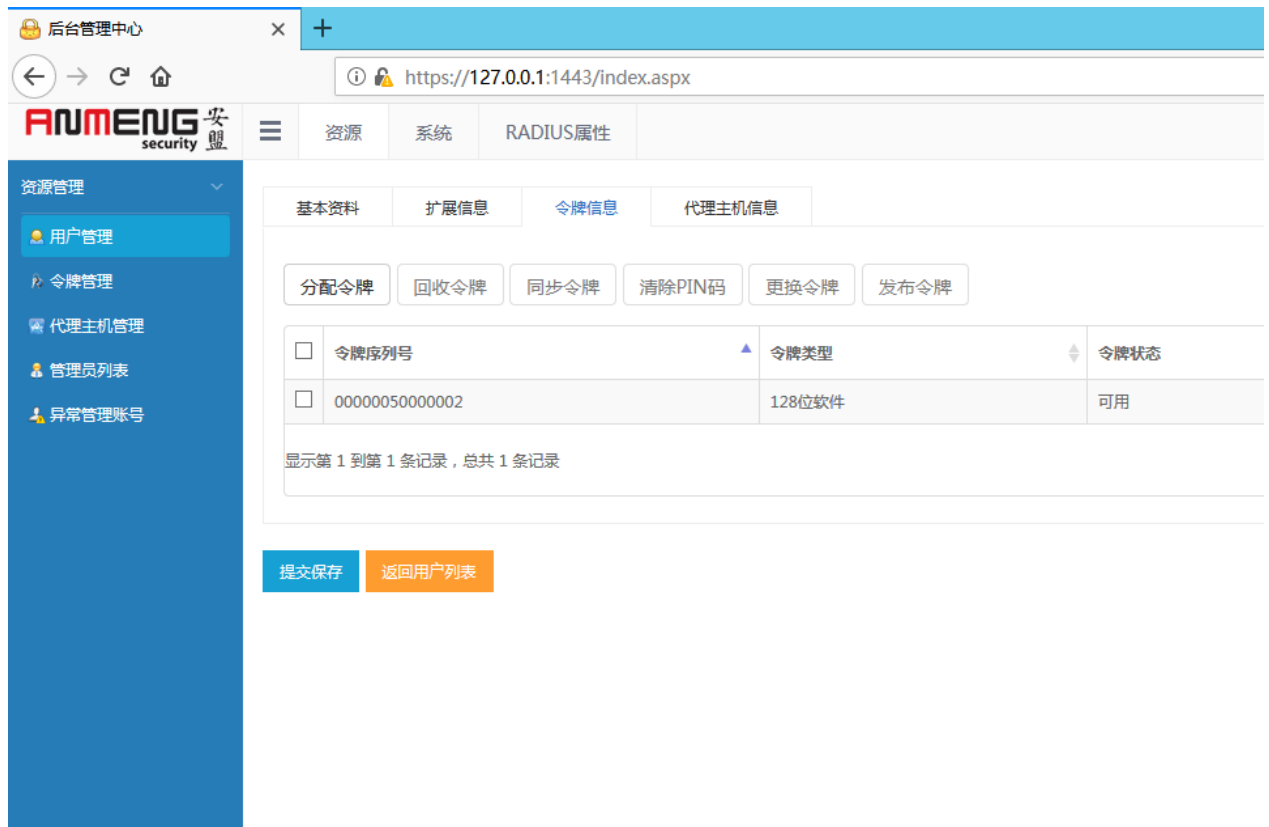 后台管理中心
https://127.0.0.1:1443/index.aspx
ANMENG security 安盟
资源 系统 RADIUS属性
资源管理
用户管理
令牌管理
代理主机管理
管理员列表
异常管理账号
基本资料 扩展信息 令牌信息 代理主机信息
分配令牌 回收令牌 同步令牌 清除PIN码 更换令牌 发布令牌
令牌序列号 令牌类型 令牌状态
00000050000002 128位软件 可用
显示第 1 到第 1 条记录，总共 1 条记录
提交保存 返回用户列表